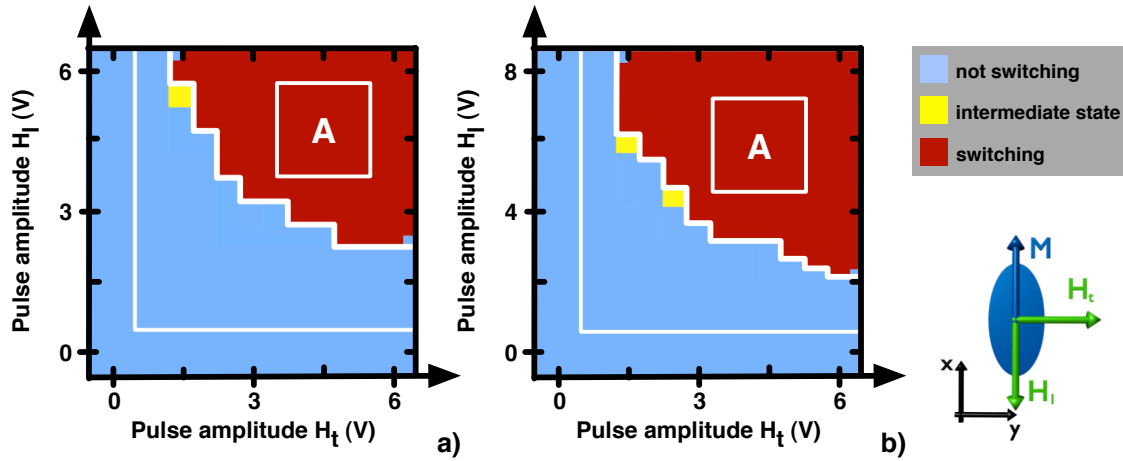 Pulse amplitude H_l (V)
6
3
0
A
0
3
6
Pulse amplitude H_t (V)
a)
Pulse amplitude H_l (V)
8
4
0
A
0
3
6
Pulse amplitude H_t (V)
b)
not switching
intermediate state
switching
M
H_t
H_l
x
y